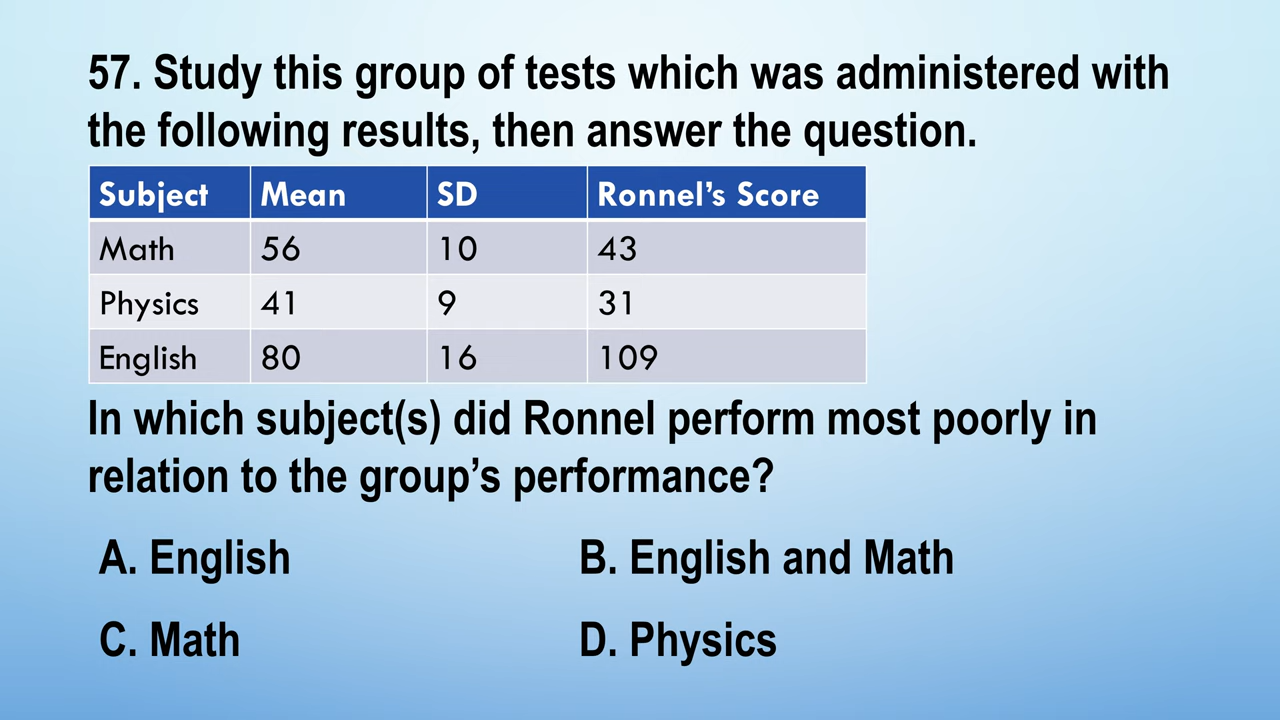 57. Study this group of tests which was administered with
the following results, then answer the question.
Subject Mean SD Ronnel's Score
Math 56 10 43
Physics 41 9 31
English 80 16 109
In which subject(s) did Ronnel perform most poorly in
relation to the group's performance?
A. English B. English and Math
C. Math D. Physics